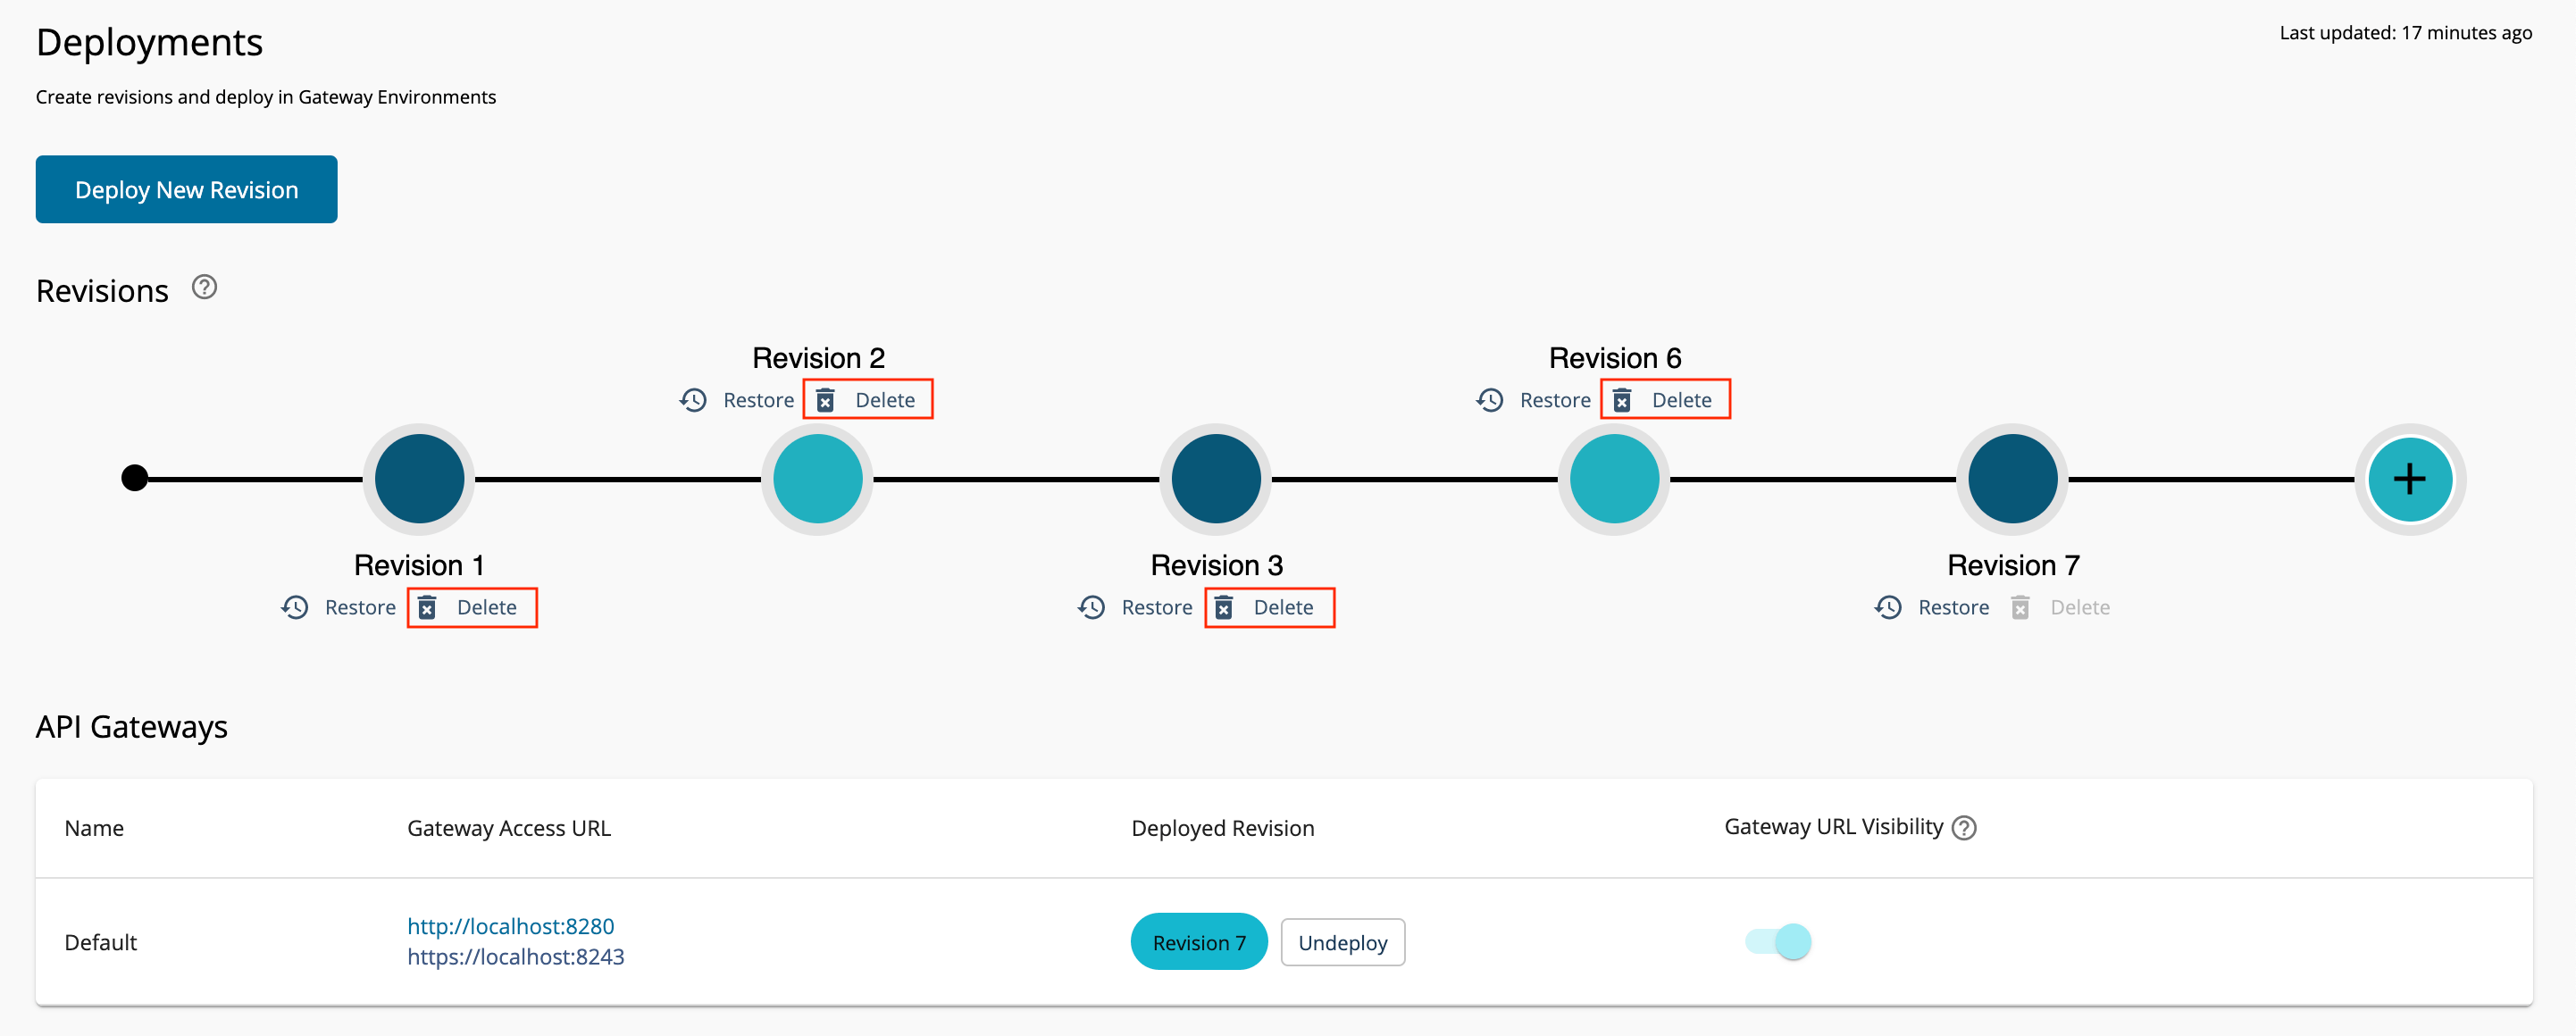 Deployments
Last updated: 17 minutes ago
Create revisions and deploy in Gateway Environments
Deploy New Revision
Revisions
Revision 2
Restore Delete
Revision 6
Restore Delete
Revision 1
Restore Delete
Revision 3
Restore Delete
Revision 7
Restore Delete
API Gateways
Name Gateway Access URL Deployed Revision Gateway URL Visibility
Default
http://localhost:8280
https://localhost:8243
Revision 7 Undeploy